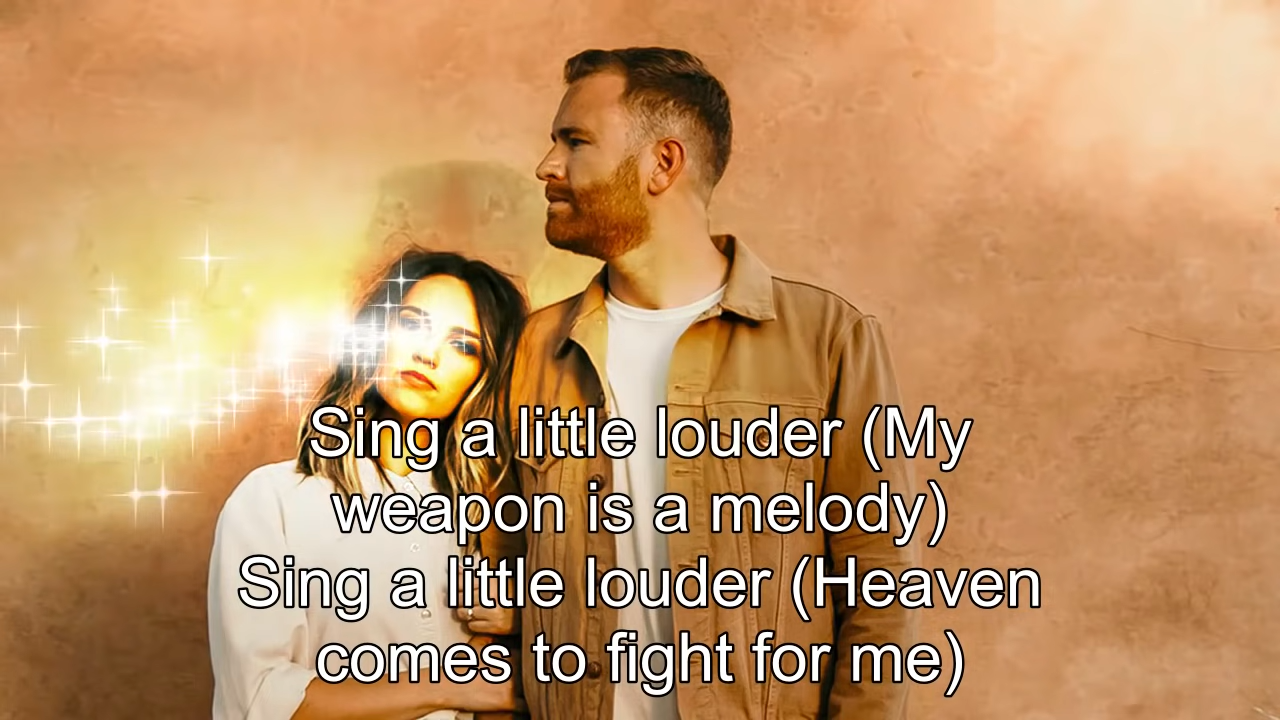 Sing a little louder (My
weapon is a melody)
Sing a little louder (Heaven
comes to fight for me)